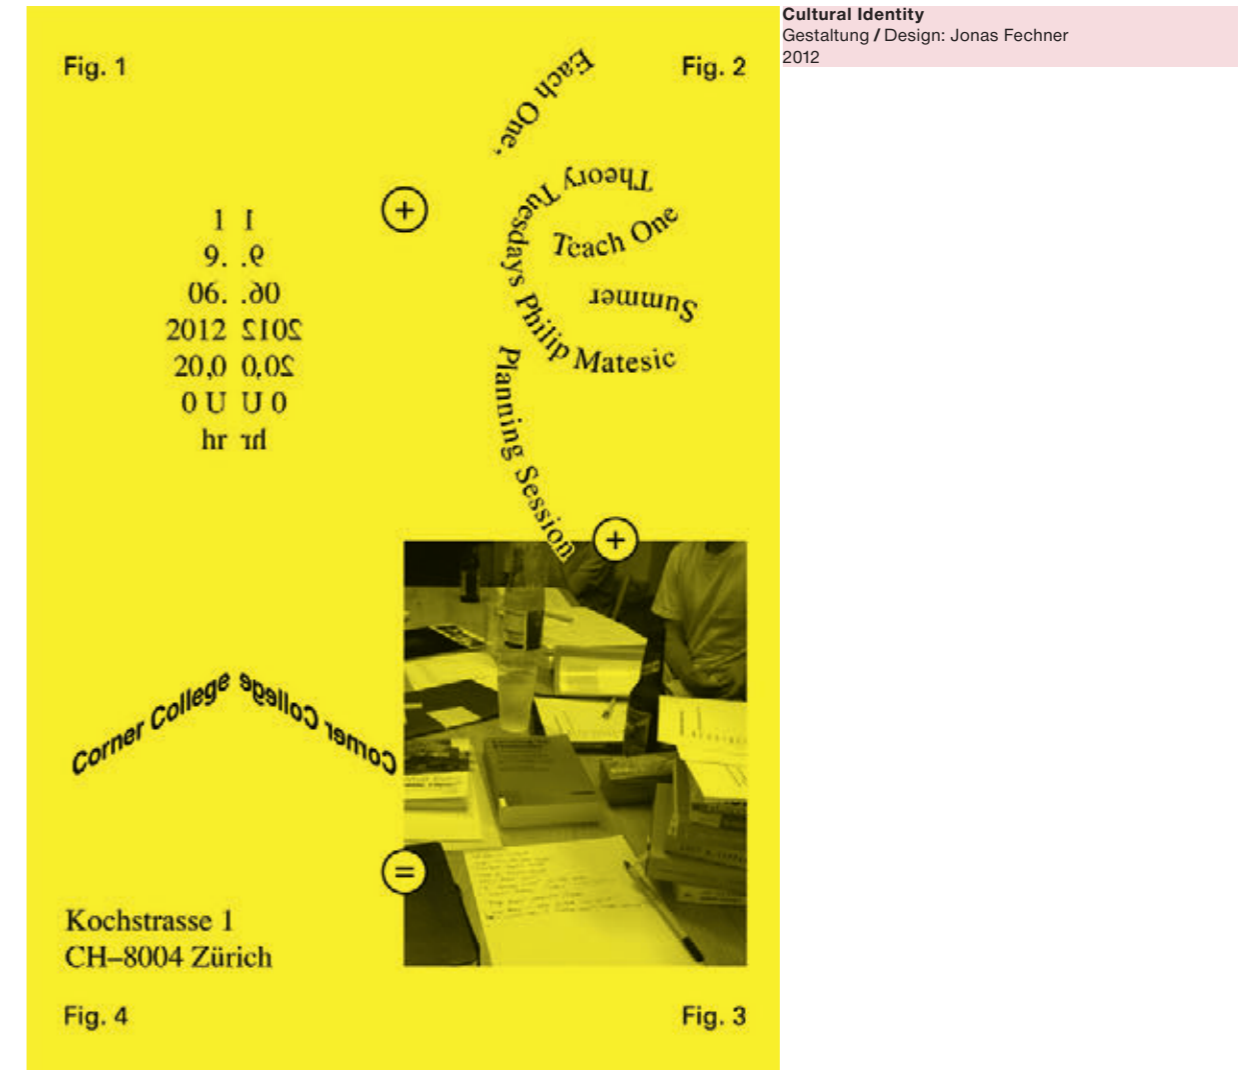 Cultural Identity
Gestaltung / Design: Jonas Fechner
2012
Fig. 1
Fig. 2
1 1
9. 9.
06. 06.
2012 2012
20,0 20,0
0 U 0 U
hr hr
Each One,
Theory Tuesdays Philip Matesic
Teach One
Summer
Planning Session
+
+
Corner College Corner College
=
Kochstrasse 1
CH–8004 Zürich
Fig. 4
Fig. 3